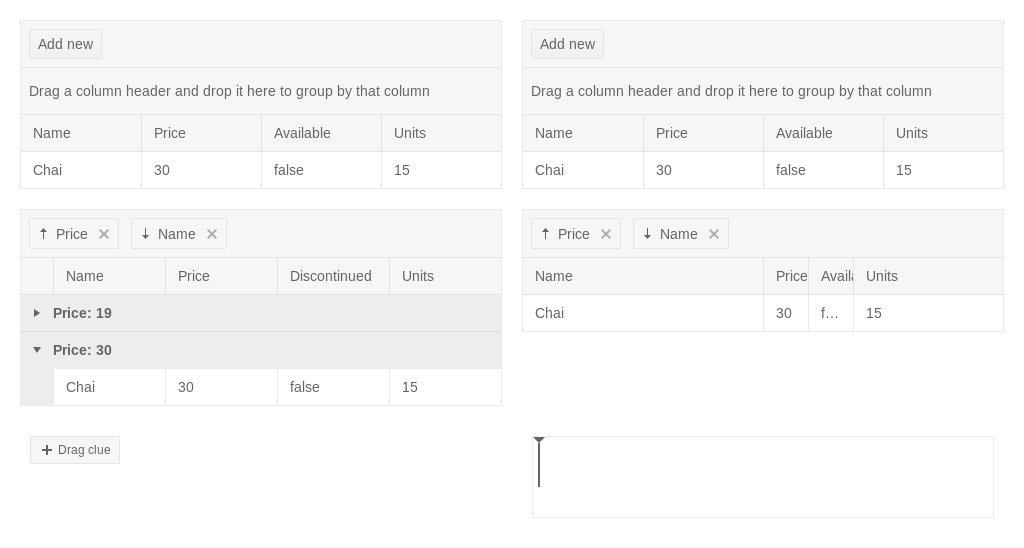 Add new
Drag a column header and drop it here to group by that column
Name Price Available Units
Chai 30 false 15
Add new
Drag a column header and drop it here to group by that column
Name Price Available Units
Chai 30 false 15
Price Name
Name Price Discontinued Units
Price: 19
Price: 30
Chai 30 false 15
Price Name
Name Price Availa Units
Chai 30 f... 15
Drag clue